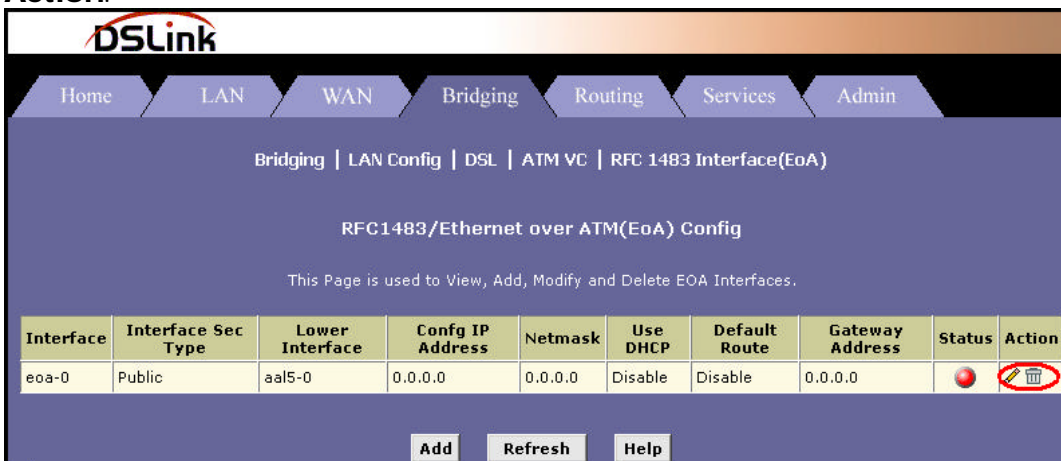 Action.
DSLink
Home LAN WAN Bridging Routing Services Admin
Bridging | LAN Config | DSL | ATM VC | RFC 1483 Interface(EoA)
RFC1483/Ethernet over ATM(EoA) Config
This Page is used to View, Add, Modify and Delete EOA Interfaces.
Interface Interface Sec Type Lower Interface Confg IP Address Netmask Use DHCP Default Route Gateway Address Status Action
eoa-0 Public aal5-0 0.0.0.0 0.0.0.0 Disable Disable 0.0.0.0
Add Refresh Help